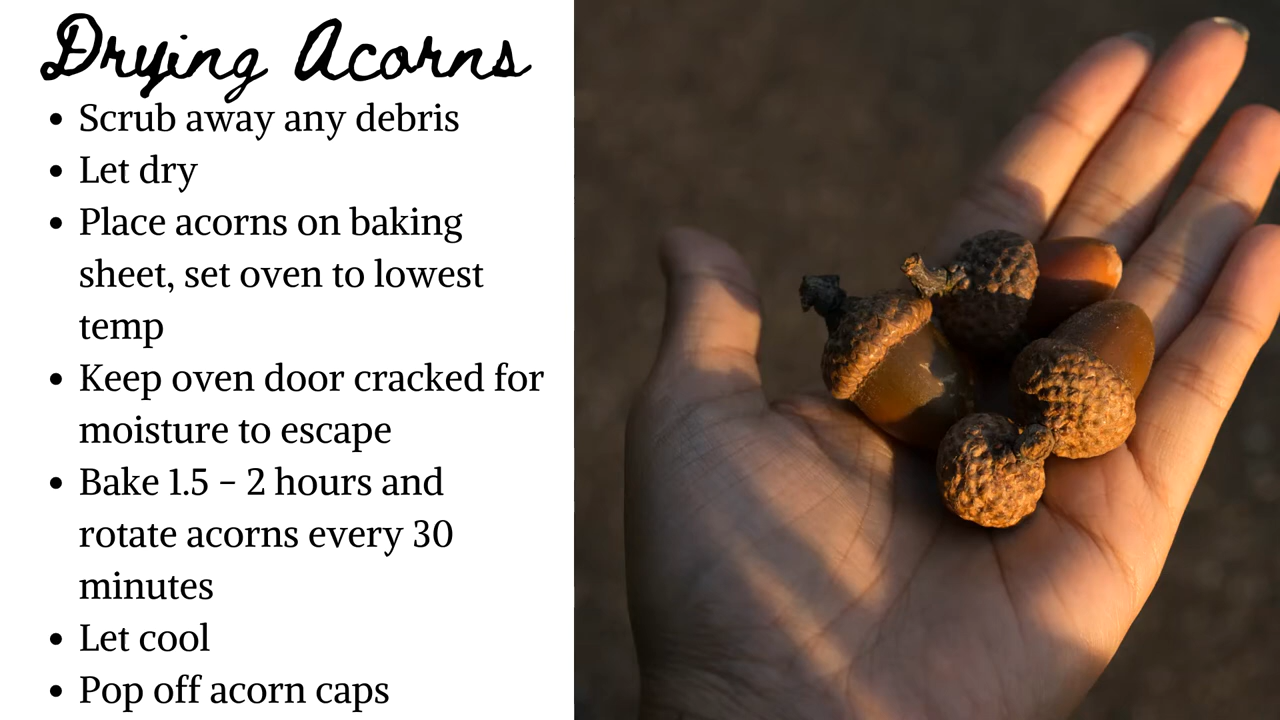 Drying Acorns
• Scrub away any debris
• Let dry
• Place acorns on baking
sheet, set oven to lowest
temp
• Keep oven door cracked for
moisture to escape
• Bake 1.5 – 2 hours and
rotate acorns every 30
minutes
• Let cool
• Pop off acorn caps